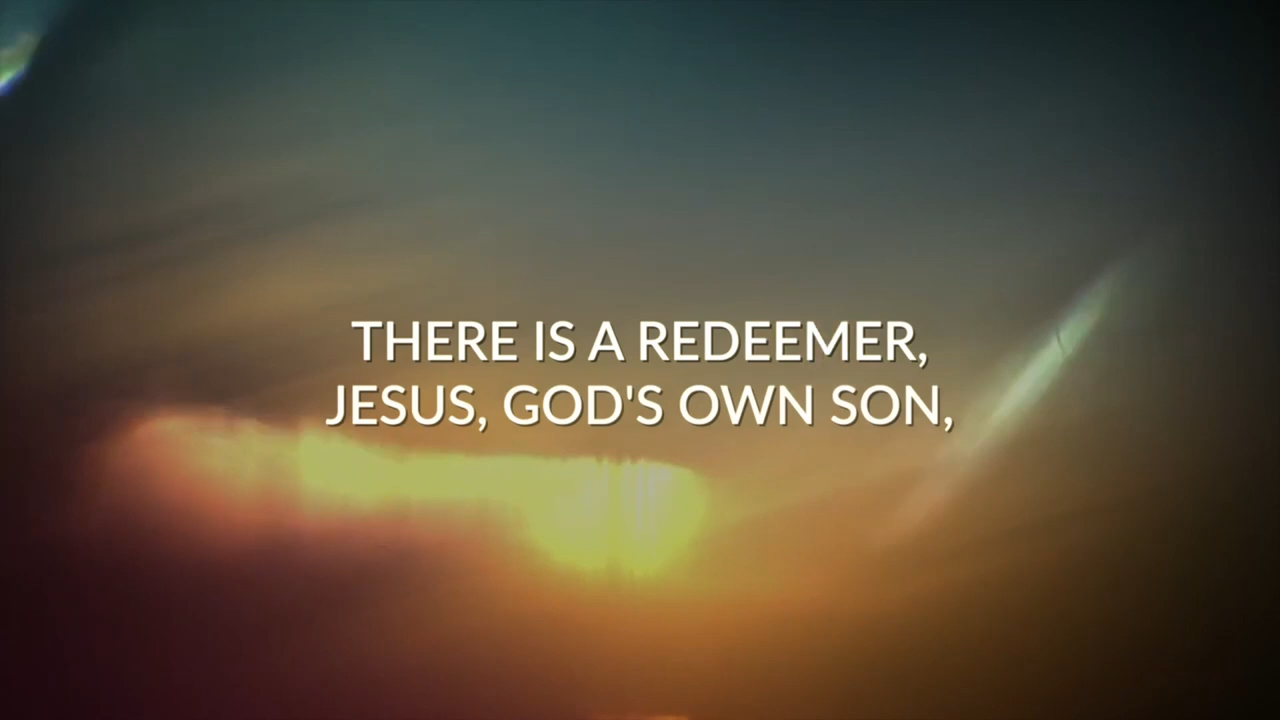 THERE IS A REDEEMER,
JESUS, GOD'S OWN SON,